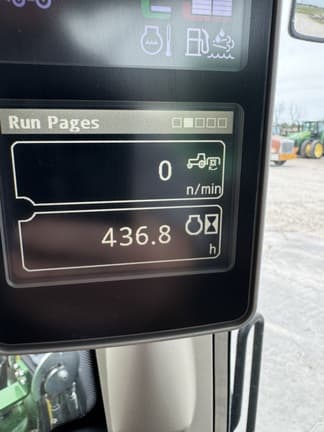 Run Pages
0
n/min
436.8
h